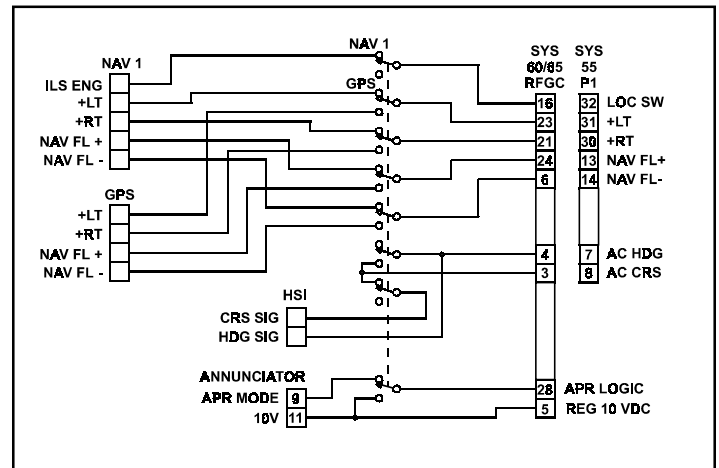 NAV 1
SYS SYS
60/65 55
RFGC P1
NAV 1
ILS ENG
+LT
+RT
NAV FL +
NAV FL -
GPS
16 32 LOC SW
23 31 +LT
21 30 +RT
24 13 NAV FL+
6 14 NAV FL-
GPS
+LT
+RT
NAV FL +
NAV FL -
4 7 AC HDG
3 8 AC CRS
HSI
CRS SIG
HDG SIG
ANNUNCIATOR
APR MODE 9
10V 11
28 APR LOGIC
5 REG 10 VDC